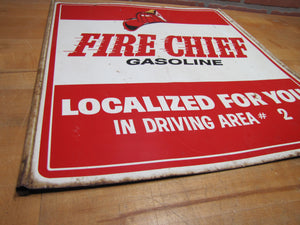 FIRE CHIEF
GASOLINE
LOCALIZED FOR YOU
IN DRIVING AREA # 2